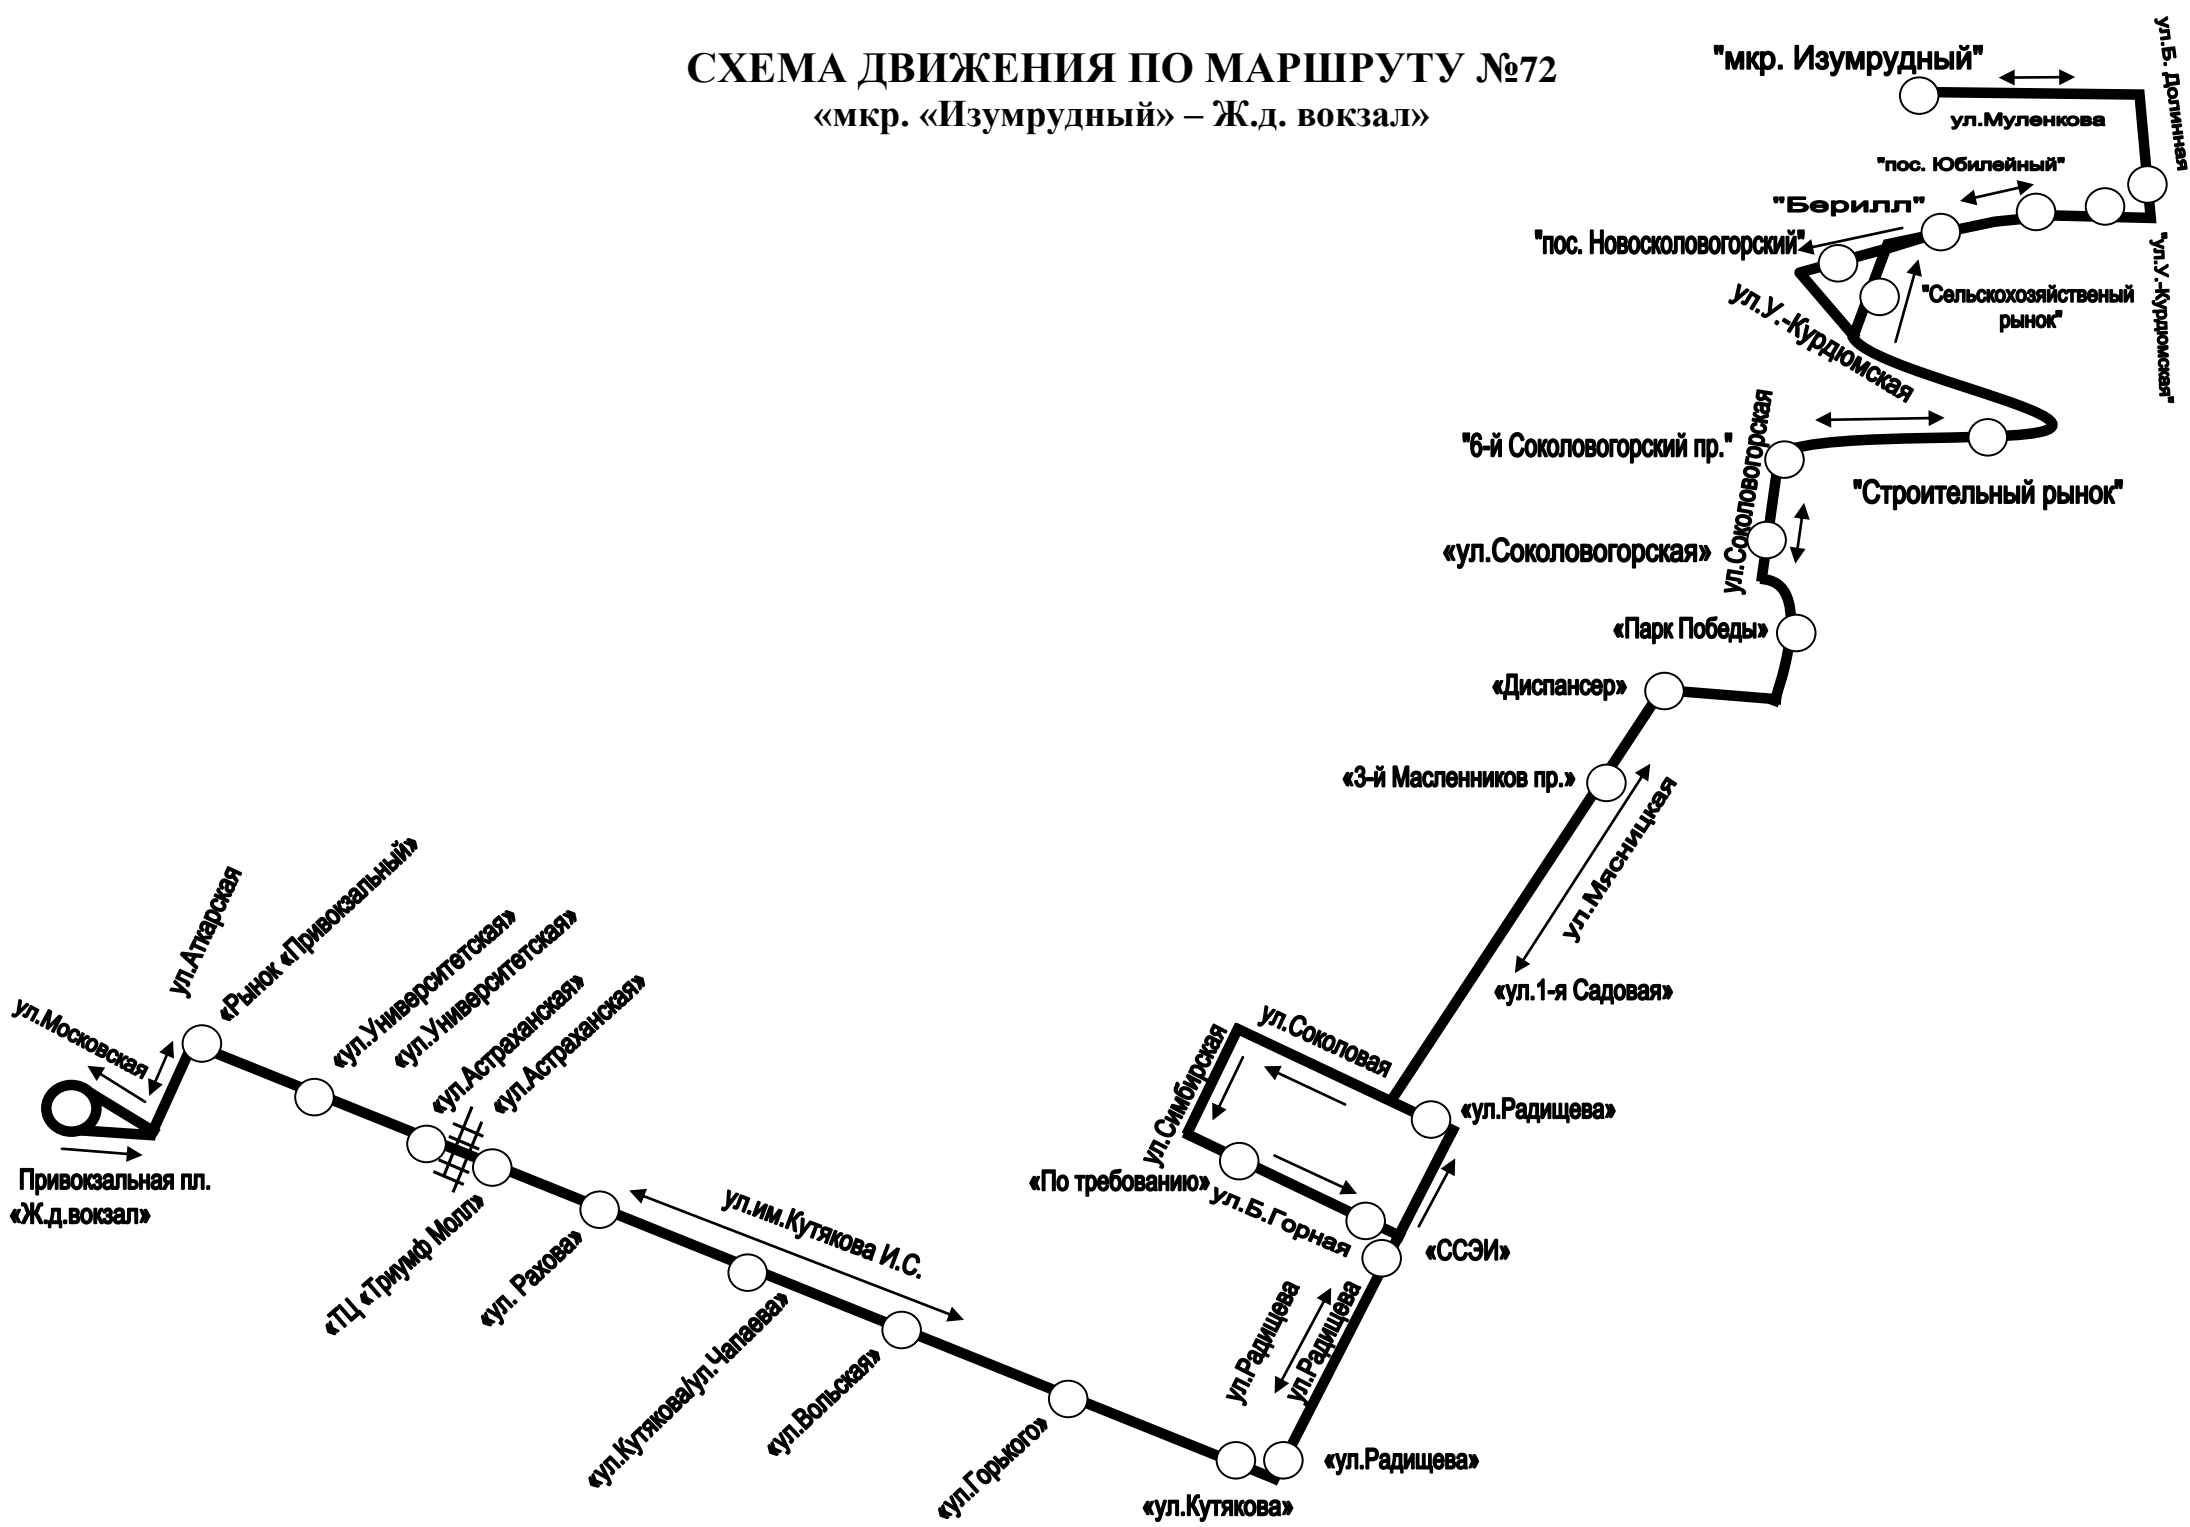 СХЕМА ДВИЖЕНИЯ ПО МАРШРУТУ №72
«мкр. «Изумрудный» – Ж.д. вокзал»
"мкр. Изумрудный"
ул.Б. Долинная
ул.Муленкова
"пос. Юбилейный"
"Берилл"
"пос. Новосколовогорский"
"ул.У.-Курдюмская"
"Сельскохозяйственый
рынок"
ул.У.-Курдюмская
ул.Соколовогорская
"6-й Соколовогорский пр."
"Строительный рынок"
«ул.Соколовогорская»
«Парк Победы»
«Диспансер»
«3-й Масленников пр.»
ул.Мясницкая
«ул.1-я Садовая»
ул.Соколовая
ул.Симбирская
«ул.Радищева»
«По требованию»
ул.Б.Горная
«ССЭИ»
ул.Радищева
ул.Радищева
«ул.Радищева»
«ул.Кутякова»
«ул.Горького»
«ул.Вольская»
«ул.Кутякова/ул.Чапаева»
ул.им.Кутякова И.С.
«ул. Рахова»
«ТЦ «Триумф Молл»
«ул.Астраханская»
«ул.Астраханская»
«ул.Университетская»
«ул.Университетская»
«Рынок «Привокзальный»
ул.Аткарская
ул.Московская
Привокзальная пл.
«Ж.д.вокзал»